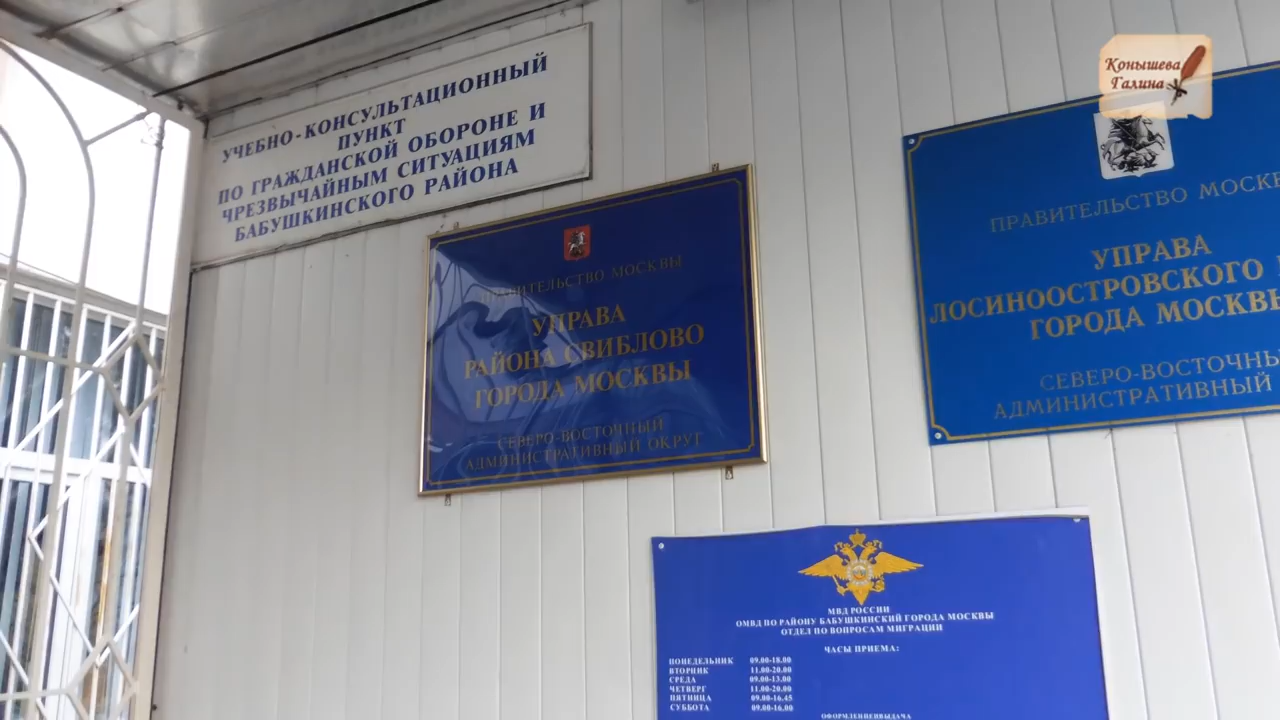 УЧЕБНО-КОНСУЛЬТАЦИОННЫЙ
ПУНКТ
ПО ГРАЖДАНСКОЙ ОБОРОНЕ И
ЧРЕЗВЫЧАЙНЫМ СИТУАЦИЯМ
БАБУШКИНСКОГО РАЙОНА
ПРАВИТЕЛЬСТВО МОСКВЫ
УПРАВА
РАЙОНА СВИБЛОВО
ГОРОДА МОСКВЫ
СЕВЕРО-ВОСТОЧНЫЙ
АДМИНИСТРАТИВНЫЙ ОКРУГ
Конышева
Галина
ПРАВИТЕЛЬСТВО МОСКВ
УПРАВА
ЛОСИНООСТРОВСКОГО
ГОРОДА МОСКВЫ
СЕВЕРО-ВОСТОЧНЫ
АДМИНИСТРАТИВНЫЙ
МВД РОССИИ
ОМВД ПО РАЙОНУ БАБУШКИНСКИЙ ГОРОДА МОСКВЫ
ОТДЕЛ ПО ВОПРОСАМ МИГРАЦИИ
ЧАСЫ ПРИЕМА:
ПОНЕДЕЛЬНИК 09.00-18.00
ВТОРНИК 11.00-20.00
СРЕДА 09.00-13.00
ЧЕТВЕРГ 11.00-20.00
ПЯТНИЦА 09.00-16.45
СУББОТА 09.00-16.00